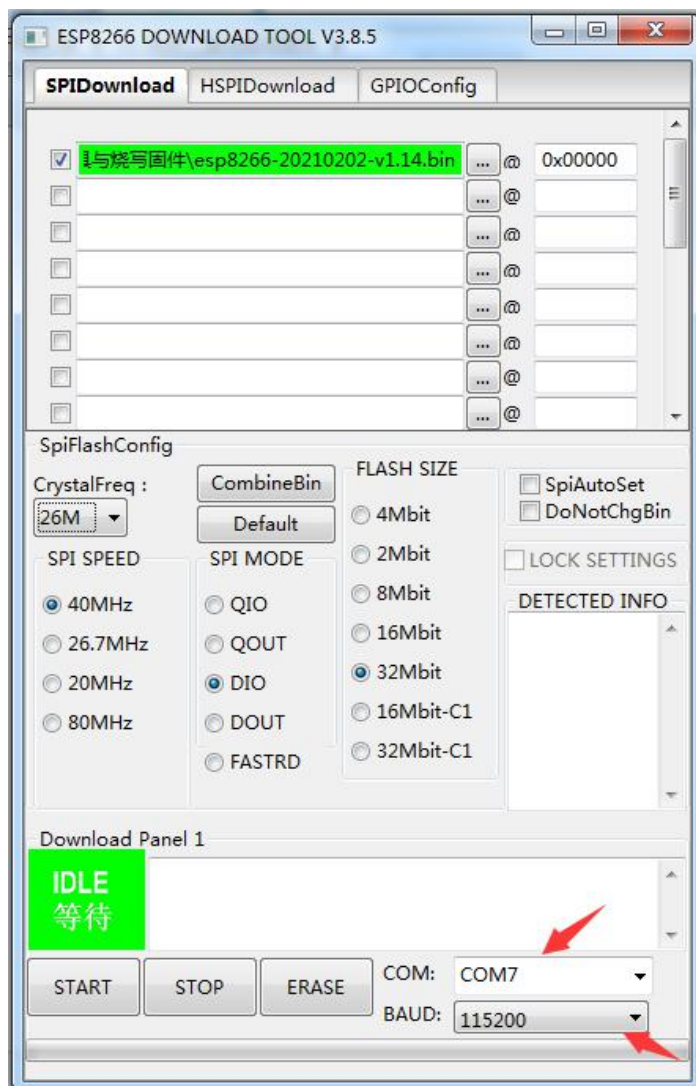 ESP8266 DOWNLOAD TOOL V3.8.5
SPIDownload HSPIDownload GPIOConfig
与烧写固件\esp8266-20210202-v1.14.bin ... @ 0x00000
... @
... @
... @
... @
... @
... @
... @
SpiFlashConfig
CrystalFreq :
26M
CombineBin
Default
SPI SPEED
40MHz
26.7MHz
20MHz
80MHz
SPI MODE
QIO
QOUT
DIO
DOUT
FASTRD
FLASH SIZE
4Mbit
2Mbit
8Mbit
16Mbit
32Mbit
16Mbit-C1
32Mbit-C1
SpiAutoSet
DoNotChgBin
LOCK SETTINGS
DETECTED INFO
Download Panel 1
IDLE
等待
START STOP ERASE
COM: COM7
BAUD: 115200